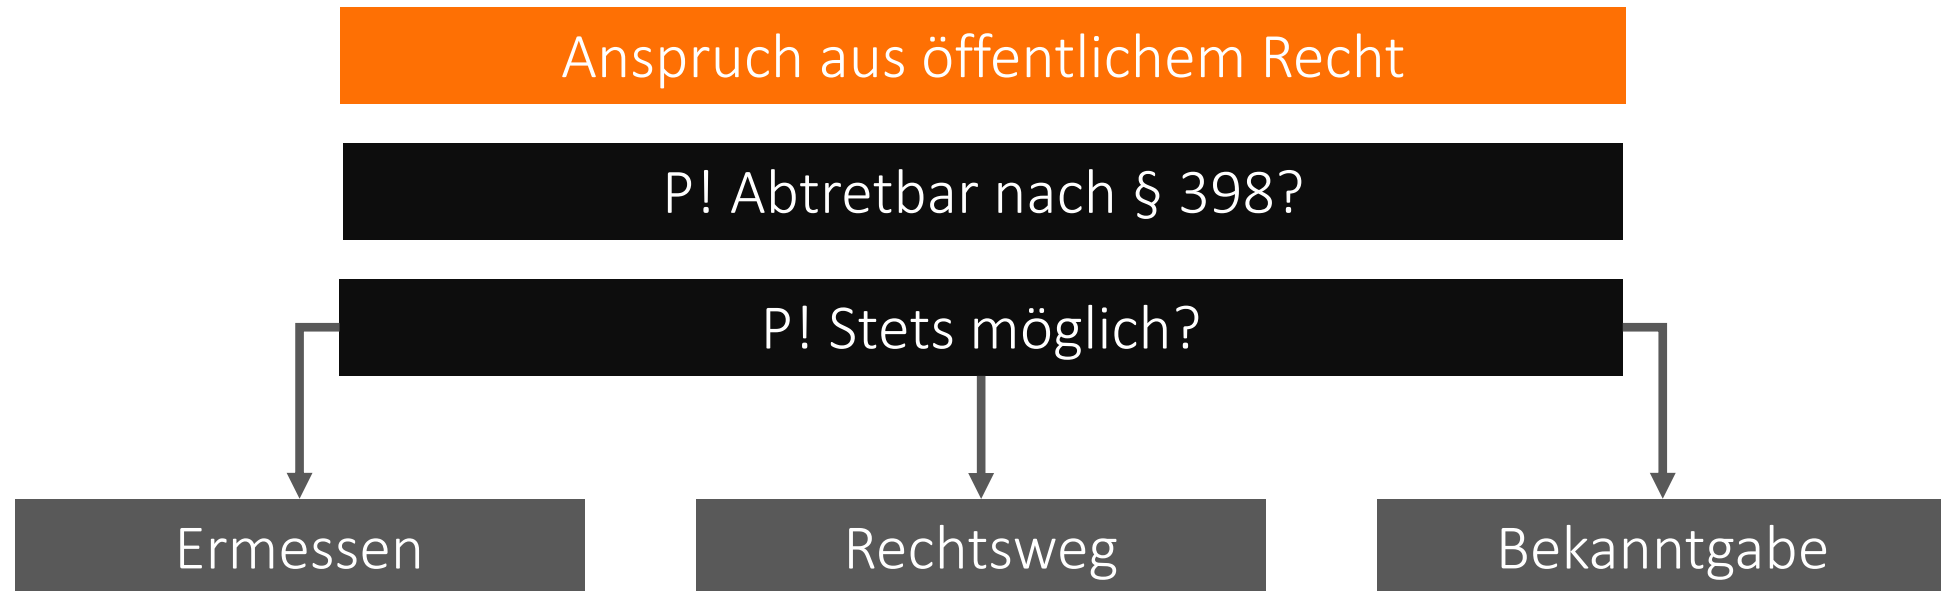 Anspruch aus öffentlichem Recht
P! Abtretbar nach § 398?
P! Stets möglich?
Ermessen
Rechtsweg
Bekanntgabe